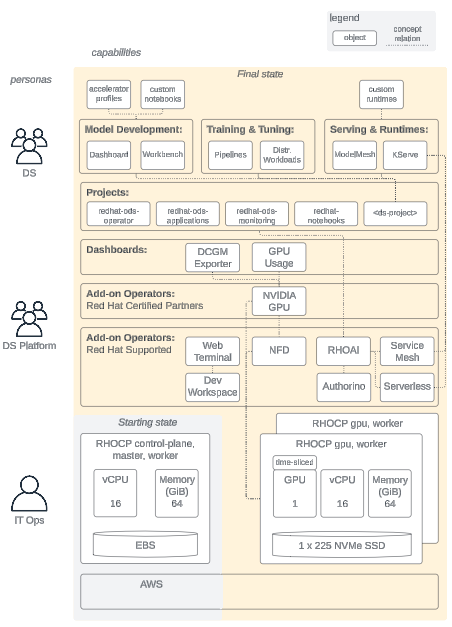 legend
object
concept
relation
capabilities
personas
Final state
accelerator
profiles
custom
notebooks
custom
runtimes
DS
Model Development:
Dashboard
Workbench
Training & Tuning:
Pipelines
Distr.
Workloads
Serving & Runtimes:
ModelMesh
KServe
Projects:
redhat-ods-
operator
redhat-ods-
applications
redhat-ods-
monitoring
redhat-
notebooks
<ds-project>
Dashboards:
DCGM
Exporter
GPU
Usage
DS Platform
Add-on Operators:
Red Hat Certified Partners
NVIDIA
GPU
Add-on Operators:
Red Hat Supported
Web
Terminal
NFD
RHOAI
Service
Mesh
Dev
Workspace
Authorino
Serverless
Starting state
IT Ops
RHOCP control-plane,
master, worker
vCPU
16
Memory
(GiB)
64
EBS
RHOCP gpu, worker
RHOCP gpu, worker
time-sliced
GPU
1
vCPU
16
Memory
(GiB)
64
1 x 225 NVMe SSD
AWS